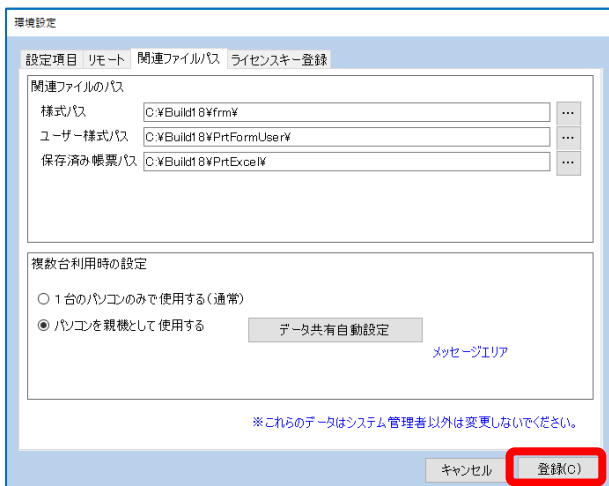 環境設定
設定項目 リモート 関連ファイルパス ライセンスキー登録
関連ファイルのパス
様式パス C:¥Build18¥frm¥ ...
ユーザー様式パス C:¥Build18¥PrtFormUser¥ ...
保存済み帳票パス C:¥Build18¥PrtExcel¥ ...
複数台利用時の設定
１台のパソコンのみで使用する(通常)
パソコンを親機として使用する データ共有自動設定
メッセージエリア
※これらのデータはシステム管理者以外は変更しないでください。
キャンセル 登録(C)